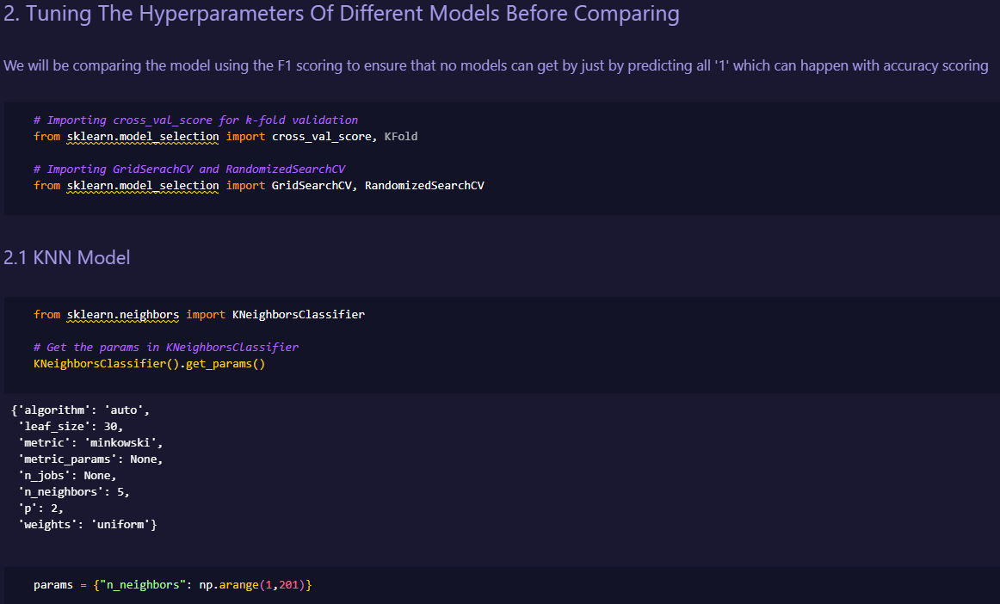 2. Tuning The Hyperparameters Of Different Models Before Comparing
We will be comparing the model using the F1 scoring to ensure that no models can get by just by predicting all '1' which can happen with accuracy scoring
# Importing cross_val_score for k-fold validation
from sklearn.model_selection import cross_val_score, KFold
# Importing GridSerachCV and RandomizedSearchCV
from sklearn.model_selection import GridSearchCV, RandomizedSearchCV
2.1 KNN Model
from sklearn.neighbors import KNeighborsClassifier
# Get the params in KNeighborsClassifier
KNeighborsClassifier().get_params()
{'algorithm': 'auto',
'leaf_size': 30,
'metric': 'minkowski',
'metric_params': None,
'n_jobs': None,
'n_neighbors': 5,
'p': 2,
'weights': 'uniform'}
params = {"n_neighbors": np.arange(1,201)}